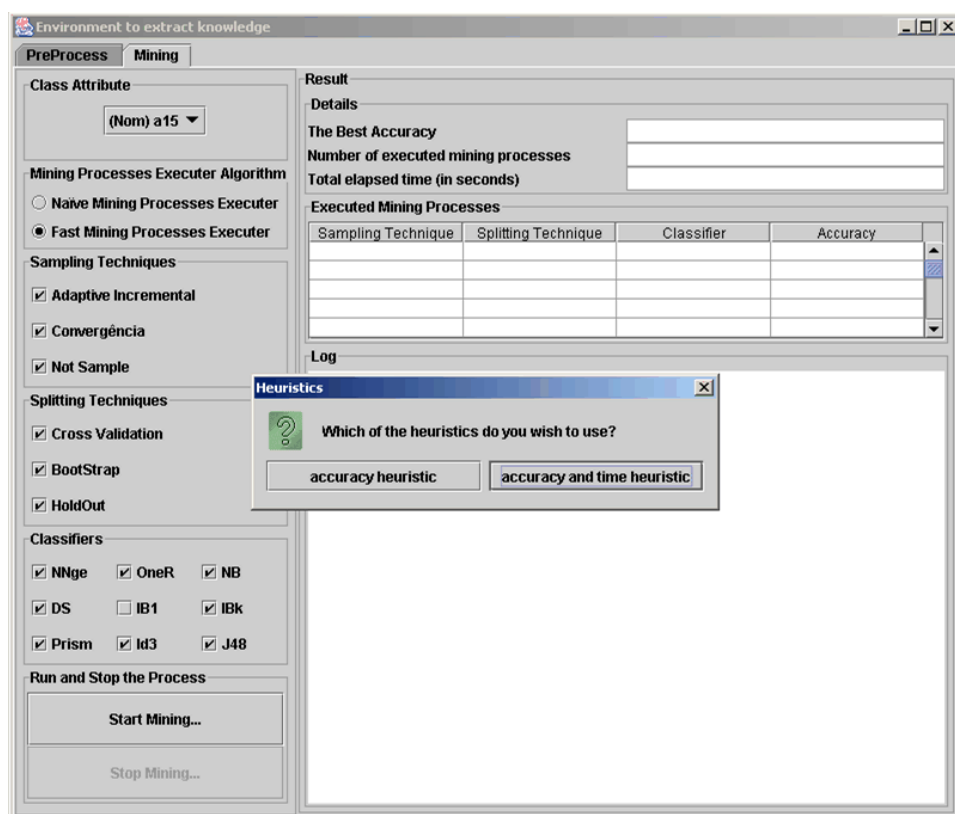 Environment to extract knowledge
PreProcess Mining
Class Attribute
(Nom) a15
Mining Processes Executer Algorithm
Naïve Mining Processes Executer
Fast Mining Processes Executer
Sampling Techniques
Adaptive Incremental
Convergência
Not Sample
Splitting Techniques
Cross Validation
BootStrap
HoldOut
Classifiers
NNge OneR NB
DS IB1 IBk
Prism Id3 J48
Run and Stop the Process
Start Mining...
Stop Mining...
Result
Details
The Best Accuracy
Number of executed mining processes
Total elapsed time (in seconds)
Executed Mining Processes
Sampling Technique Splitting Technique Classifier Accuracy
Log
Heuristics
Which of the heuristics do you wish to use?
accuracy heuristic accuracy and time heuristic